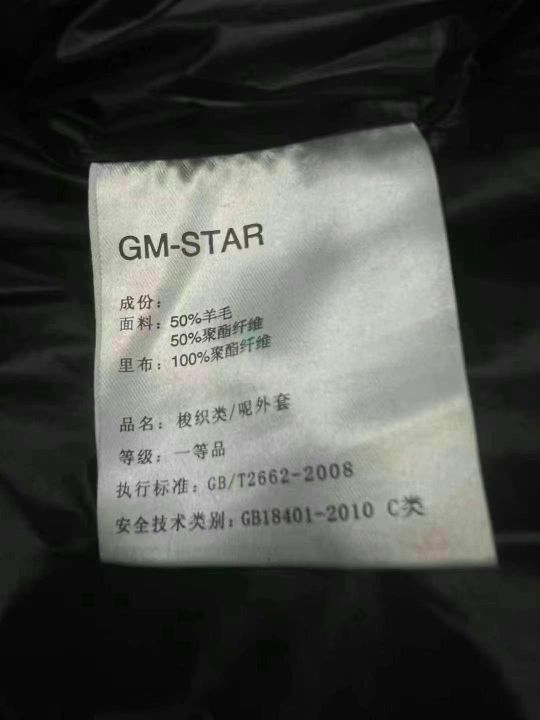 GM-STAR
成份：
面料：50%羊毛
50%聚酯纤维
里布：100%聚酯纤维
品名：梭织类/呢外套
等级：一等品
执行标准：GB/T2662-2008
安全技术类别：GB18401-2010 C类